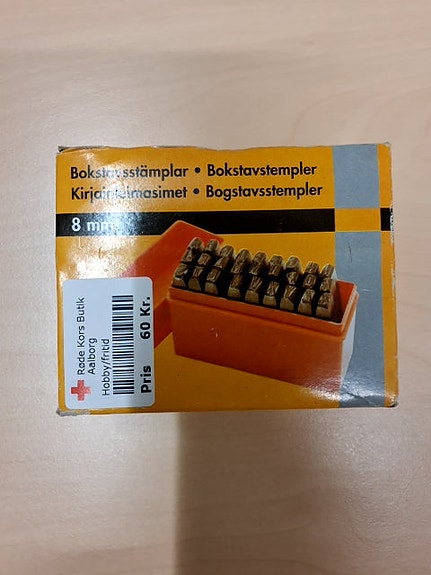 Bokstavsstämplar • Bokstavstempler
Kirjainleimasimet • Bogstavsstempler
8 mm
Røde Kors Butik
Aalborg
Hobby/fritid
Pris 60 Kr.